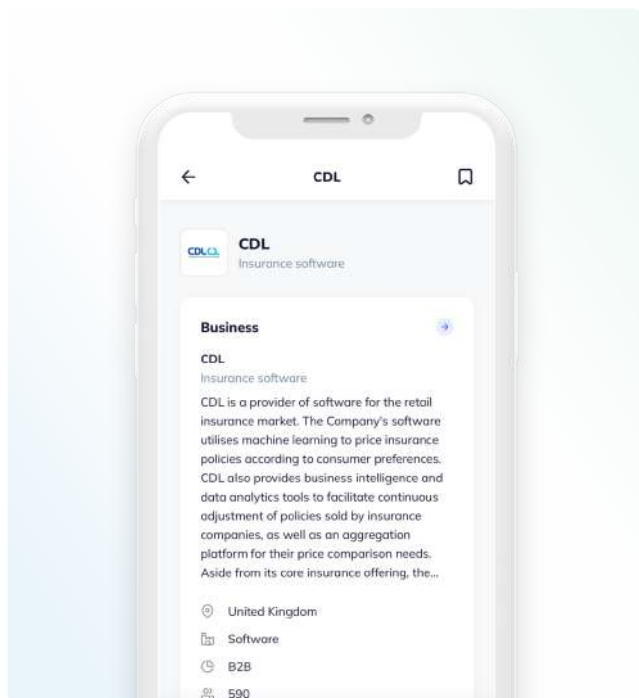 CDL
CDL
CDL
Insurance software
Business
CDL
Insurance software
CDL is a provider of software for the retail
insurance market. The Company's software
utilises machine learning to price insurance
policies according to consumer preferences.
CDL also provides business intelligence and
data analytics tools to facilitate continuous
adjustment of policies sold by insurance
companies, as well as an aggregation
platform for their price comparison needs.
Aside from its core insurance offering, the...
United Kingdom
Software
B2B
590